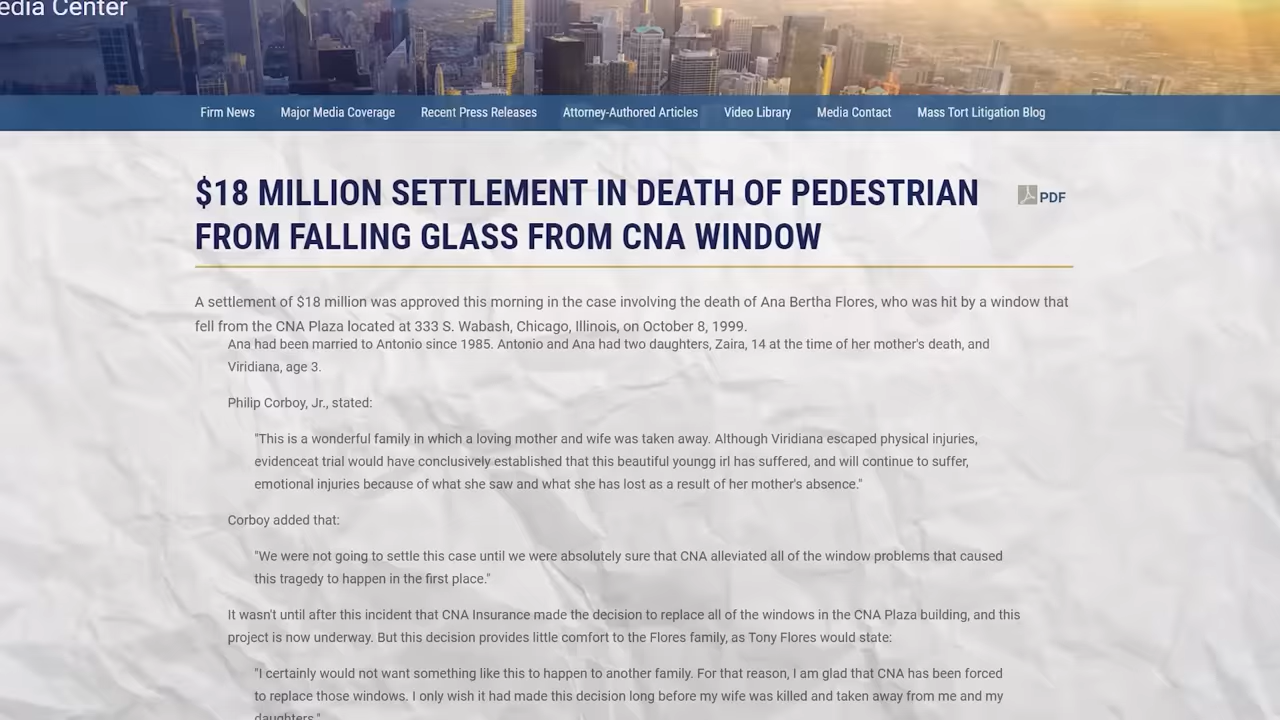 edia Center
Firm News Major Media Coverage Recent Press Releases Attorney-Authored Articles Video Library Media Contact Mass Tort Litigation Blog
$18 MILLION SETTLEMENT IN DEATH OF PEDESTRIAN
PDF
FROM FALLING GLASS FROM CNA WINDOW
A settlement of $18 million was approved this morning in the case involving the death of Ana Bertha Flores, who was hit by a window that
fell from the CNA Plaza located at 333 S. Wabash, Chicago, Illinois, on October 8, 1999.
Ana had been married to Antonio since 1985. Antonio and Ana had two daughters, Zaira, 14 at the time of her mother's death, and
Viridiana, age 3.
Philip Corboy, Jr., stated:
"This is a wonderful family in which a loving mother and wife was taken away. Although Viridiana escaped physical injuries,
evidenceat trial would have conclusively established that this beautiful youngg irl has suffered, and will continue to suffer,
emotional injuries because of what she saw and what she has lost as a result of her mother's absence."
Corboy added that:
"We were not going to settle this case until we were absolutely sure that CNA alleviated all of the window problems that caused
this tragedy to happen in the first place."
It wasn't until after this incident that CNA Insurance made the decision to replace all of the windows in the CNA Plaza building, and this
project is now underway. But this decision provides little comfort to the Flores family, as Tony Flores would state:
"I certainly would not want something like this to happen to another family. For that reason, I am glad that CNA has been forced
to replace those windows. I only wish it had made this decision long before my wife was killed and taken away from me and my
daughters."